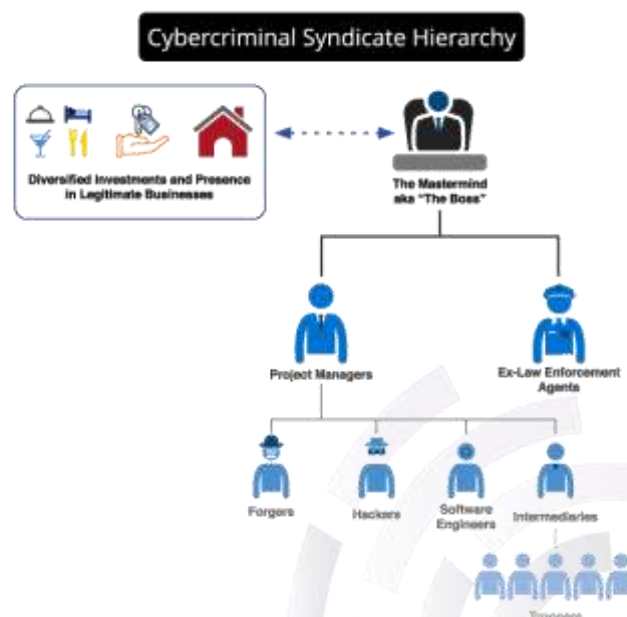 Cybercriminal Syndicate Hierarchy
Diversified Investments and Presence
in Legitimate Businesses
The Mastermind
aka "The Boss"
Project Managers
Ex-Law Enforcement
Agents
Forgers
Hackers
Software
Engineers
Intermediaries